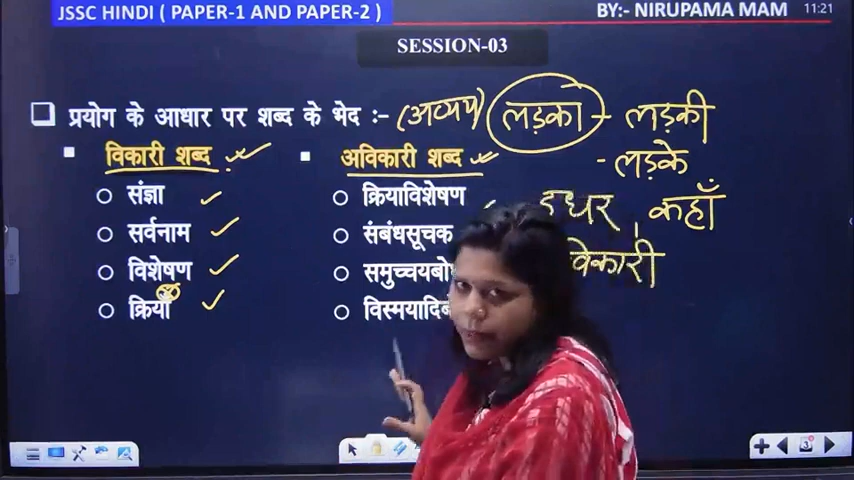 JSSC HINDI ( PAPER-1 AND PAPER-2 )
BY:- NIRUPAMA MAM
11:21
SESSION-03
प्रयोग के आधार पर शब्द के भेद :- (अव्यय) लड़का - लड़की
- लड़के
विकारी शब्द
संज्ञा
सर्वनाम
विशेषण
क्रिया
अविकारी शब्द
क्रियाविशेषण
संबंधसूचक
इधर, कहाँ